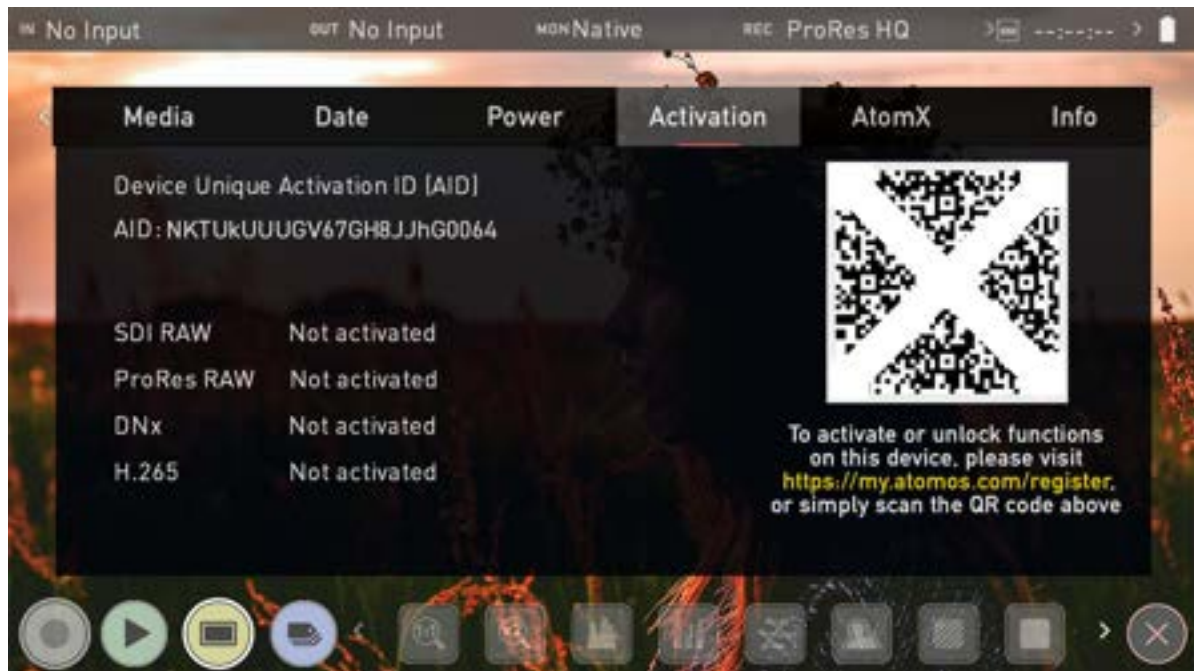 IN No Input OUT No Input MON Native REC ProRes HQ --:--:--
Media Date Power Activation AtomX Info
Device Unique Activation ID (AID)
AID: NKTUkUUUGV67GH8JJhG0064
SDI RAW Not activated
ProRes RAW Not activated
DNx Not activated
H.265 Not activated
To activate or unlock functions
on this device, please visit
https://my.atomos.com/register,
or simply scan the QR code above
1:1